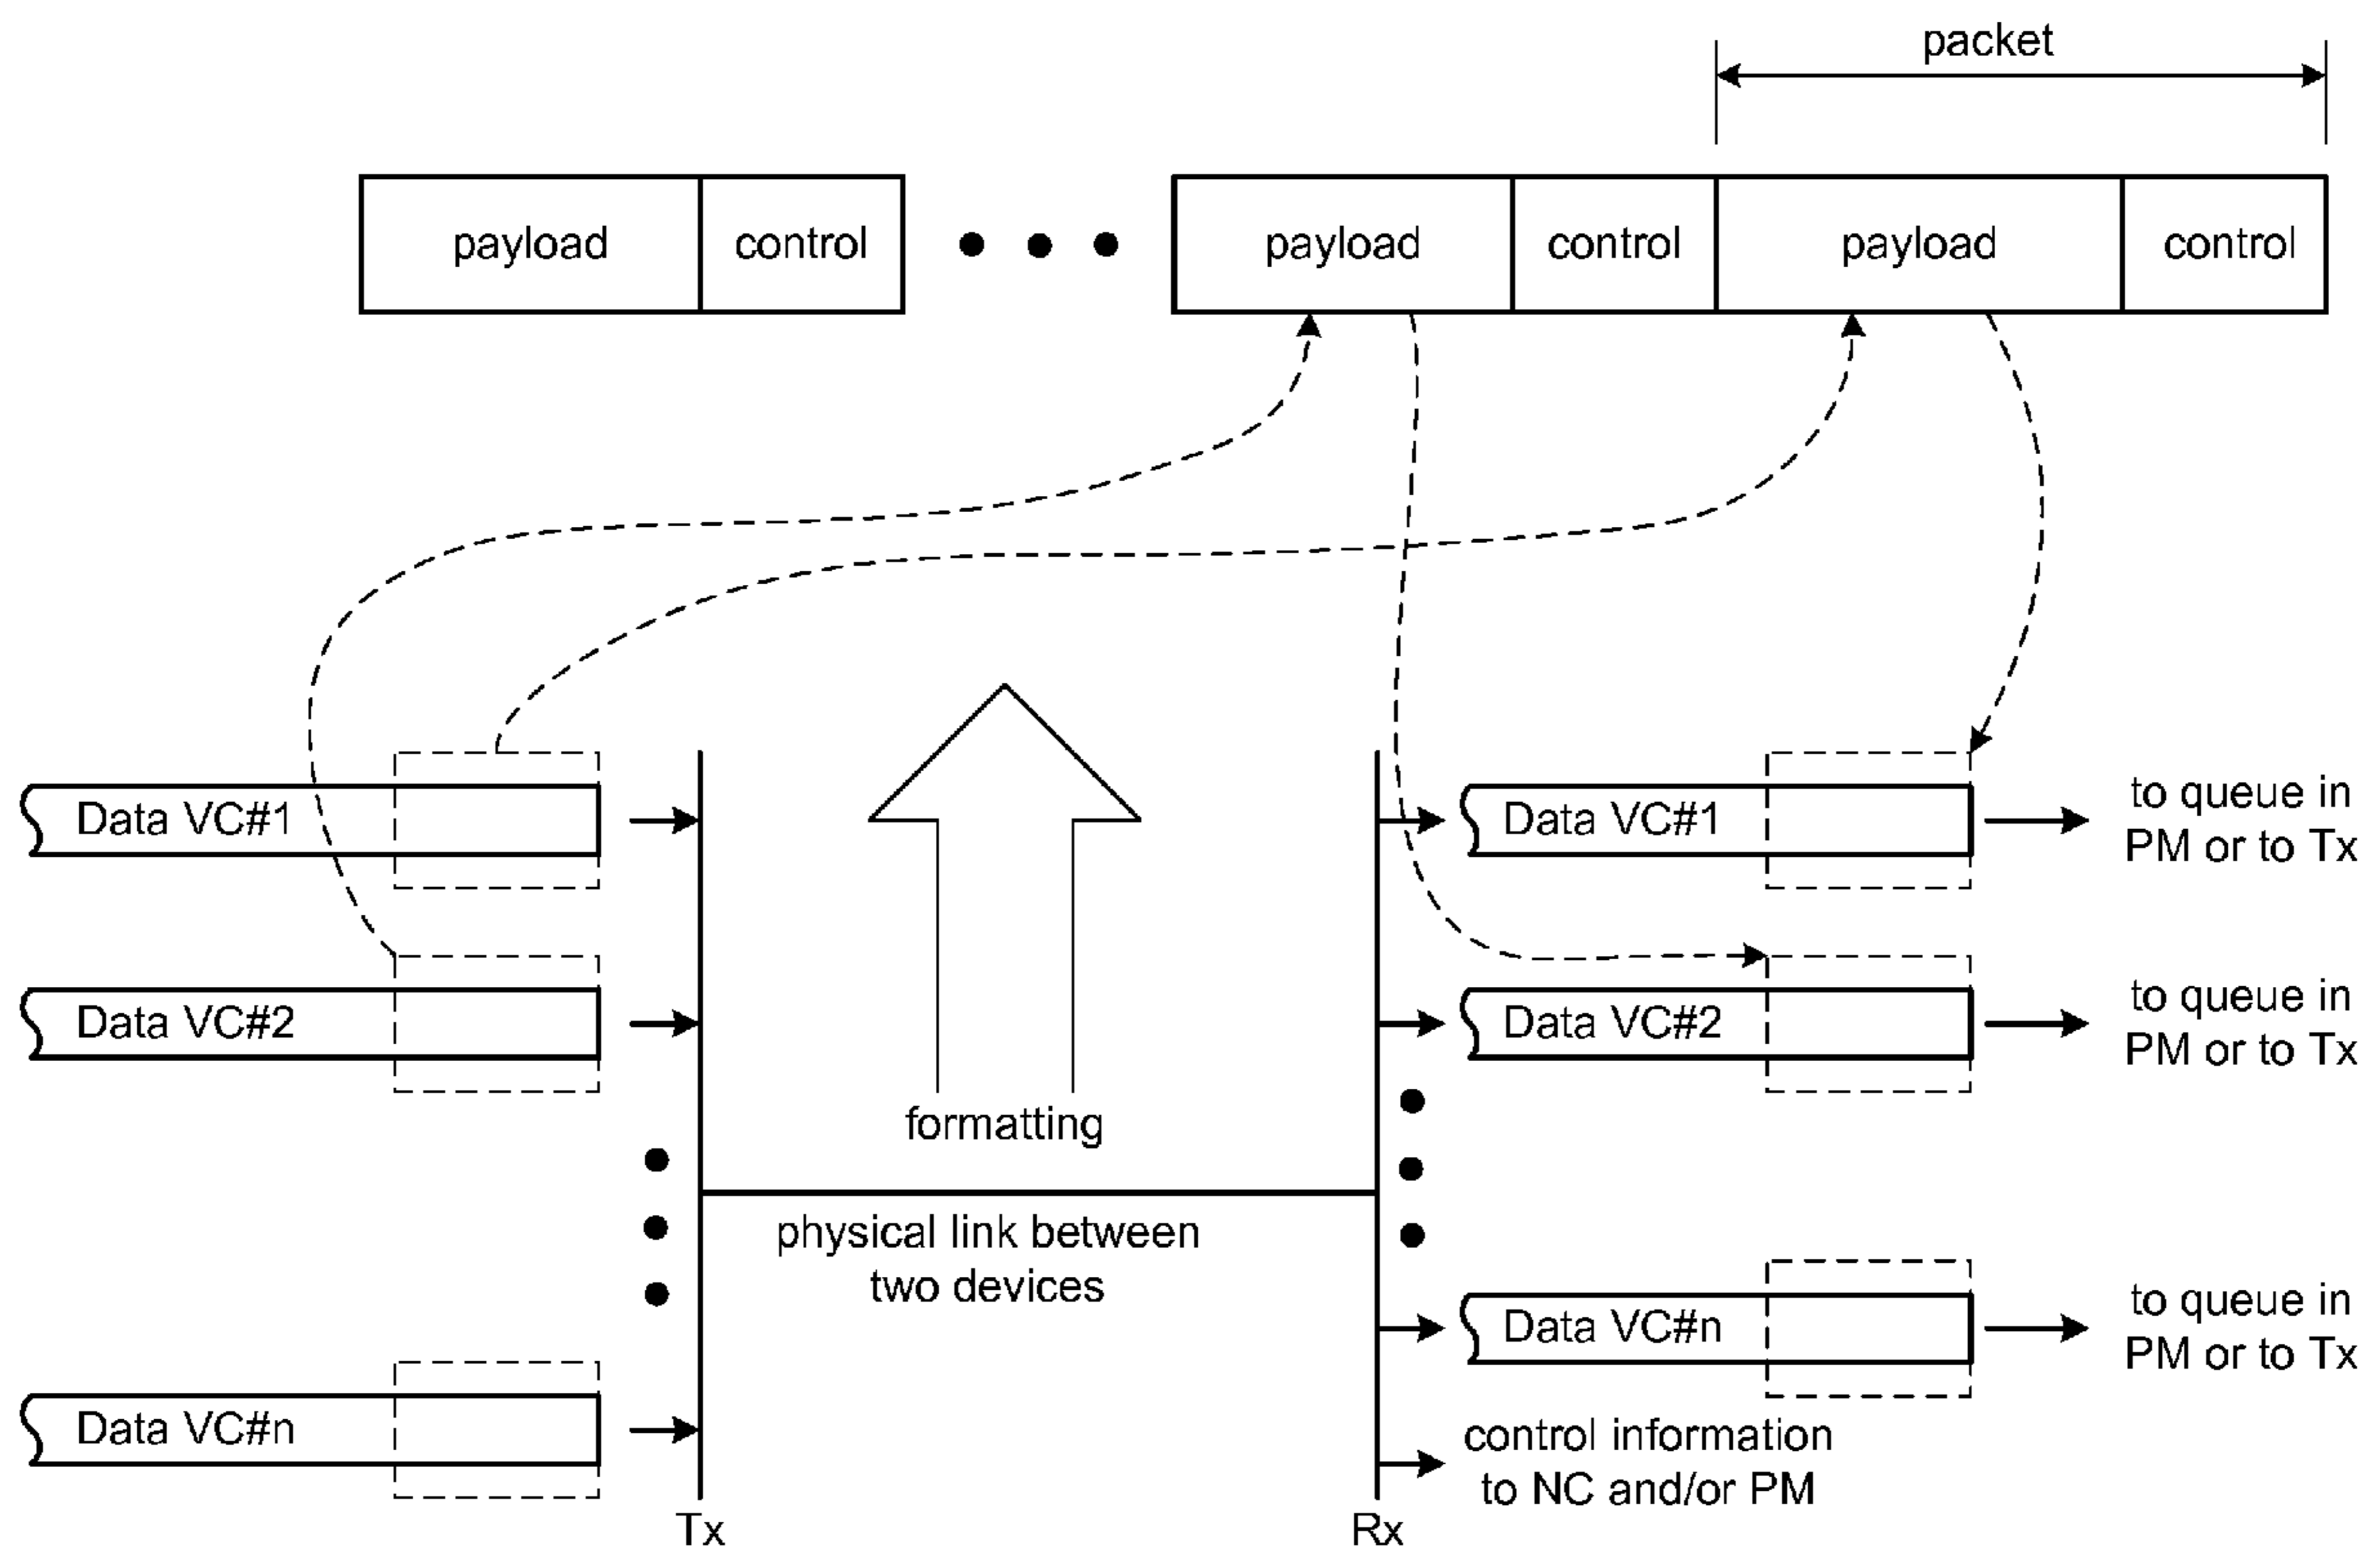 packet
payload
control
payload
control
payload
control
Data VC#1
Data VC#1
to queue in
PM or to Tx
Data VC#2
Data VC#2
to queue in
PM or to Tx
formatting
physical link between
two devices
Data VC#n
to queue in
PM or to Tx
Data VC#n
control information
to NC and/or PM
Tx
Rx